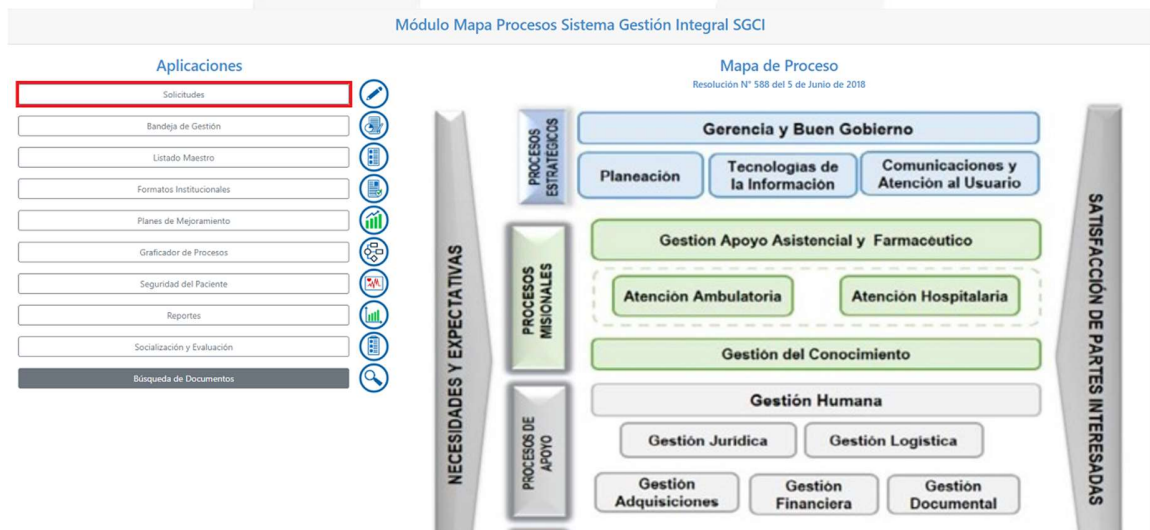 Módulo Mapa Procesos Sistema Gestión Integral SGCI
Aplicaciones
Solicitudes
Bandeja de Gestión
Listado Maestro
Formatos Institucionales
Planes de Mejoramiento
Graficador de Procesos
Seguridad del Paciente
Reportes
Socialización y Evaluación
Búsqueda de Documentos
Mapa de Proceso
Resolución N° 588 del 5 de Junio de 2018
NECESIDADES Y EXPECTATIVAS
PROCESOS
ESTRATEGICOS
Gerencia y Buen Gobierno
Planeación
Tecnologías de
la Información
Comunicaciones y
Atención al Usuario
PROCESOS
MISIONALES
Gestión Apoyo Asistencial y Farmacéutico
Atención Ambulatoria
Atención Hospitalaria
Gestión del Conocimiento
PROCESOS DE
APOYO
Gestión Humana
Gestión Jurídica
Gestión Logística
Gestión
Adquisiciones
Gestión
Financiera
Gestión
Documental
SATISFACCIÓN DE PARTES INTERESADAS